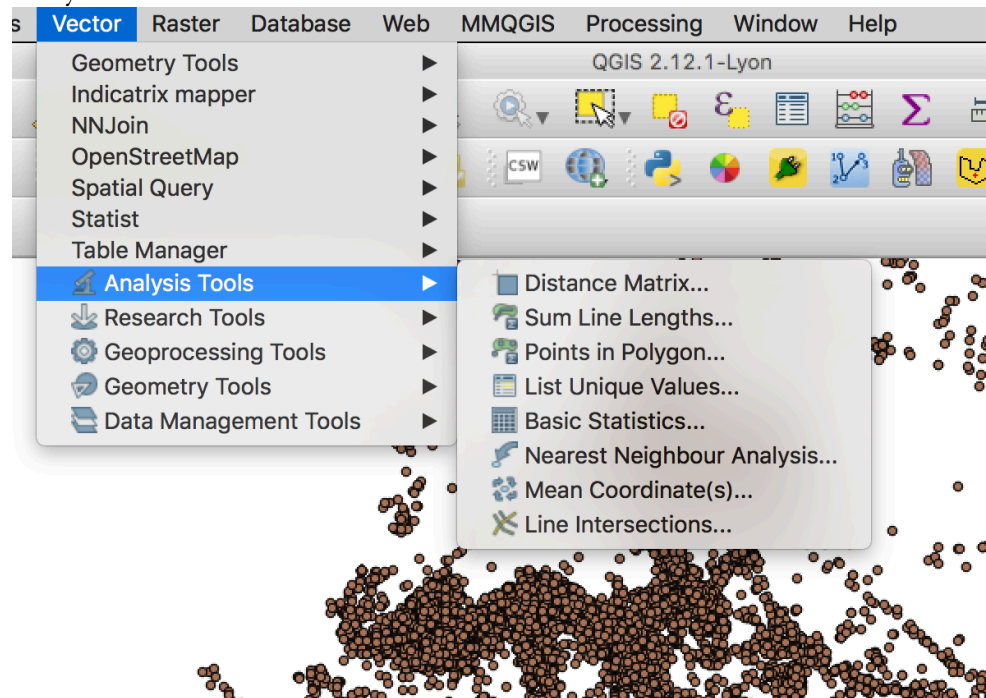 s Vector Raster Database Web MMQGIS Processing Window Help
QGIS 2.12.1-Lyon
Geometry Tools
Indicatrix mapper
NNJoin
OpenStreetMap
CSW
Spatial Query
Statist
Table Manager
Analysis Tools
Research Tools
Geoprocessing Tools
Geometry Tools
Data Management Tools
Distance Matrix...
Sum Line Lengths...
Points in Polygon...
List Unique Values...
Basic Statistics...
Nearest Neighbour Analysis...
Mean Coordinate(s)...
Line Intersections...